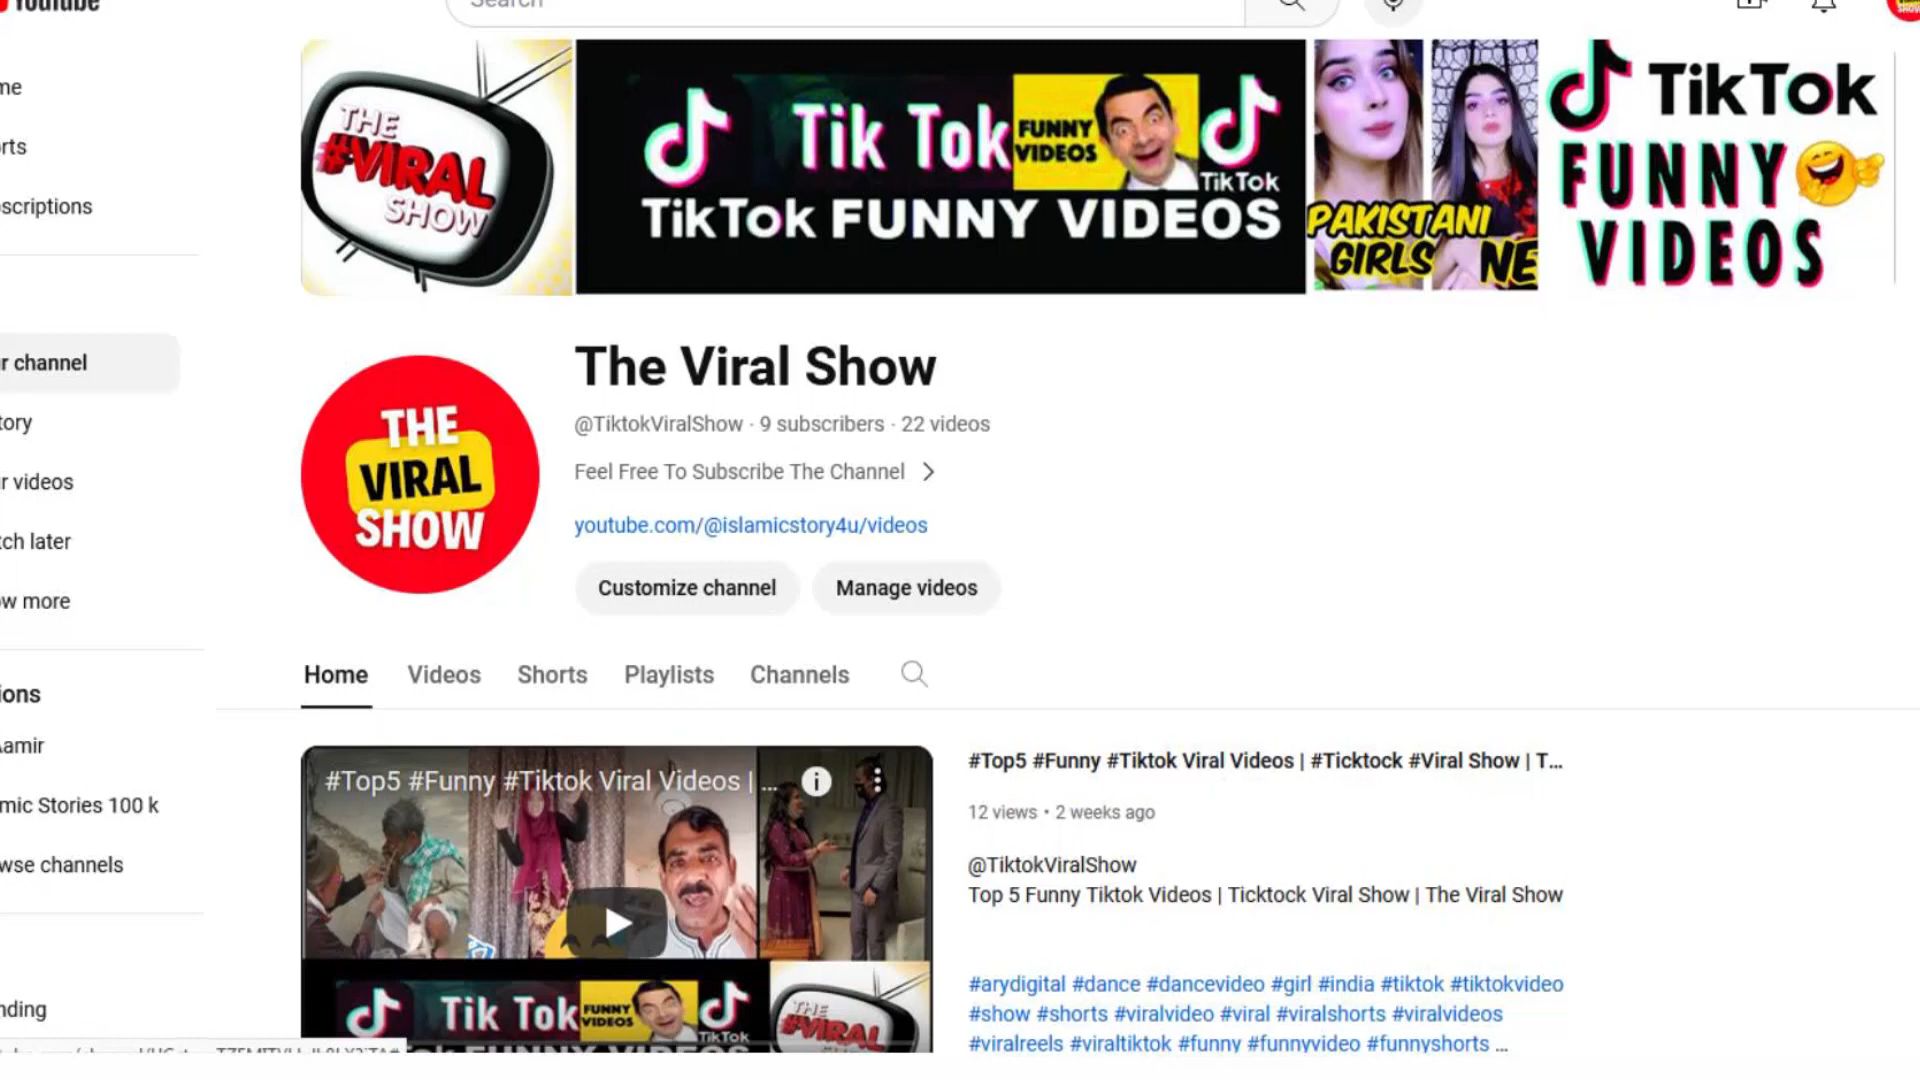 YouTube
Search
me
rts
scriptions
r channel
tory
r videos
tch later
ow more
ions
Aamir
mic Stories 100 k
wse channels
nding
THE
#VIRAL
SHOW
Tik Tok
FUNNY
VIDEOS
TikTok
TikTok FUNNY VIDEOS
PAKISTANI
GIRLS NE
TikTok
FUNNY
VIDEOS
THE
VIRAL
SHOW
The Viral Show
@TiktokViralShow · 9 subscribers · 22 videos
Feel Free To Subscribe The Channel
youtube.com/@islamicstory4u/videos
Customize channel Manage videos
Home Videos Shorts Playlists Channels
#Top5 #Funny #Tiktok Viral Videos | ...
Tik Tok
FUNNY
VIDEOS
TikTok
THE
#VIRAL
#Top5 #Funny #Tiktok Viral Videos | #Ticktock #Viral Show | T...
12 views • 2 weeks ago
@TiktokViralShow
Top 5 Funny Tiktok Videos | Ticktock Viral Show | The Viral Show
#arydigital #dance #dancevideo #girl #india #tiktok #tiktokvideo
#show #shorts #viralvideo #viral #viralshorts #viralvideos
#viralreels #viraltiktok #funny #funnyvideo #funnyshorts ...